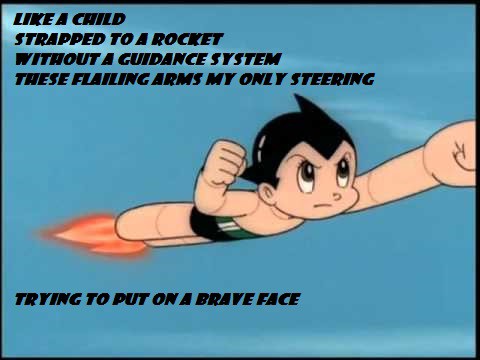 LIKE A CHILD
STRAPPED TO A ROCKET
WITHOUT A GUIDANCE SYSTEM
THESE FLAILING ARMS MY ONLY STEERING
TRYING TO PUT ON A BRAVE FACE